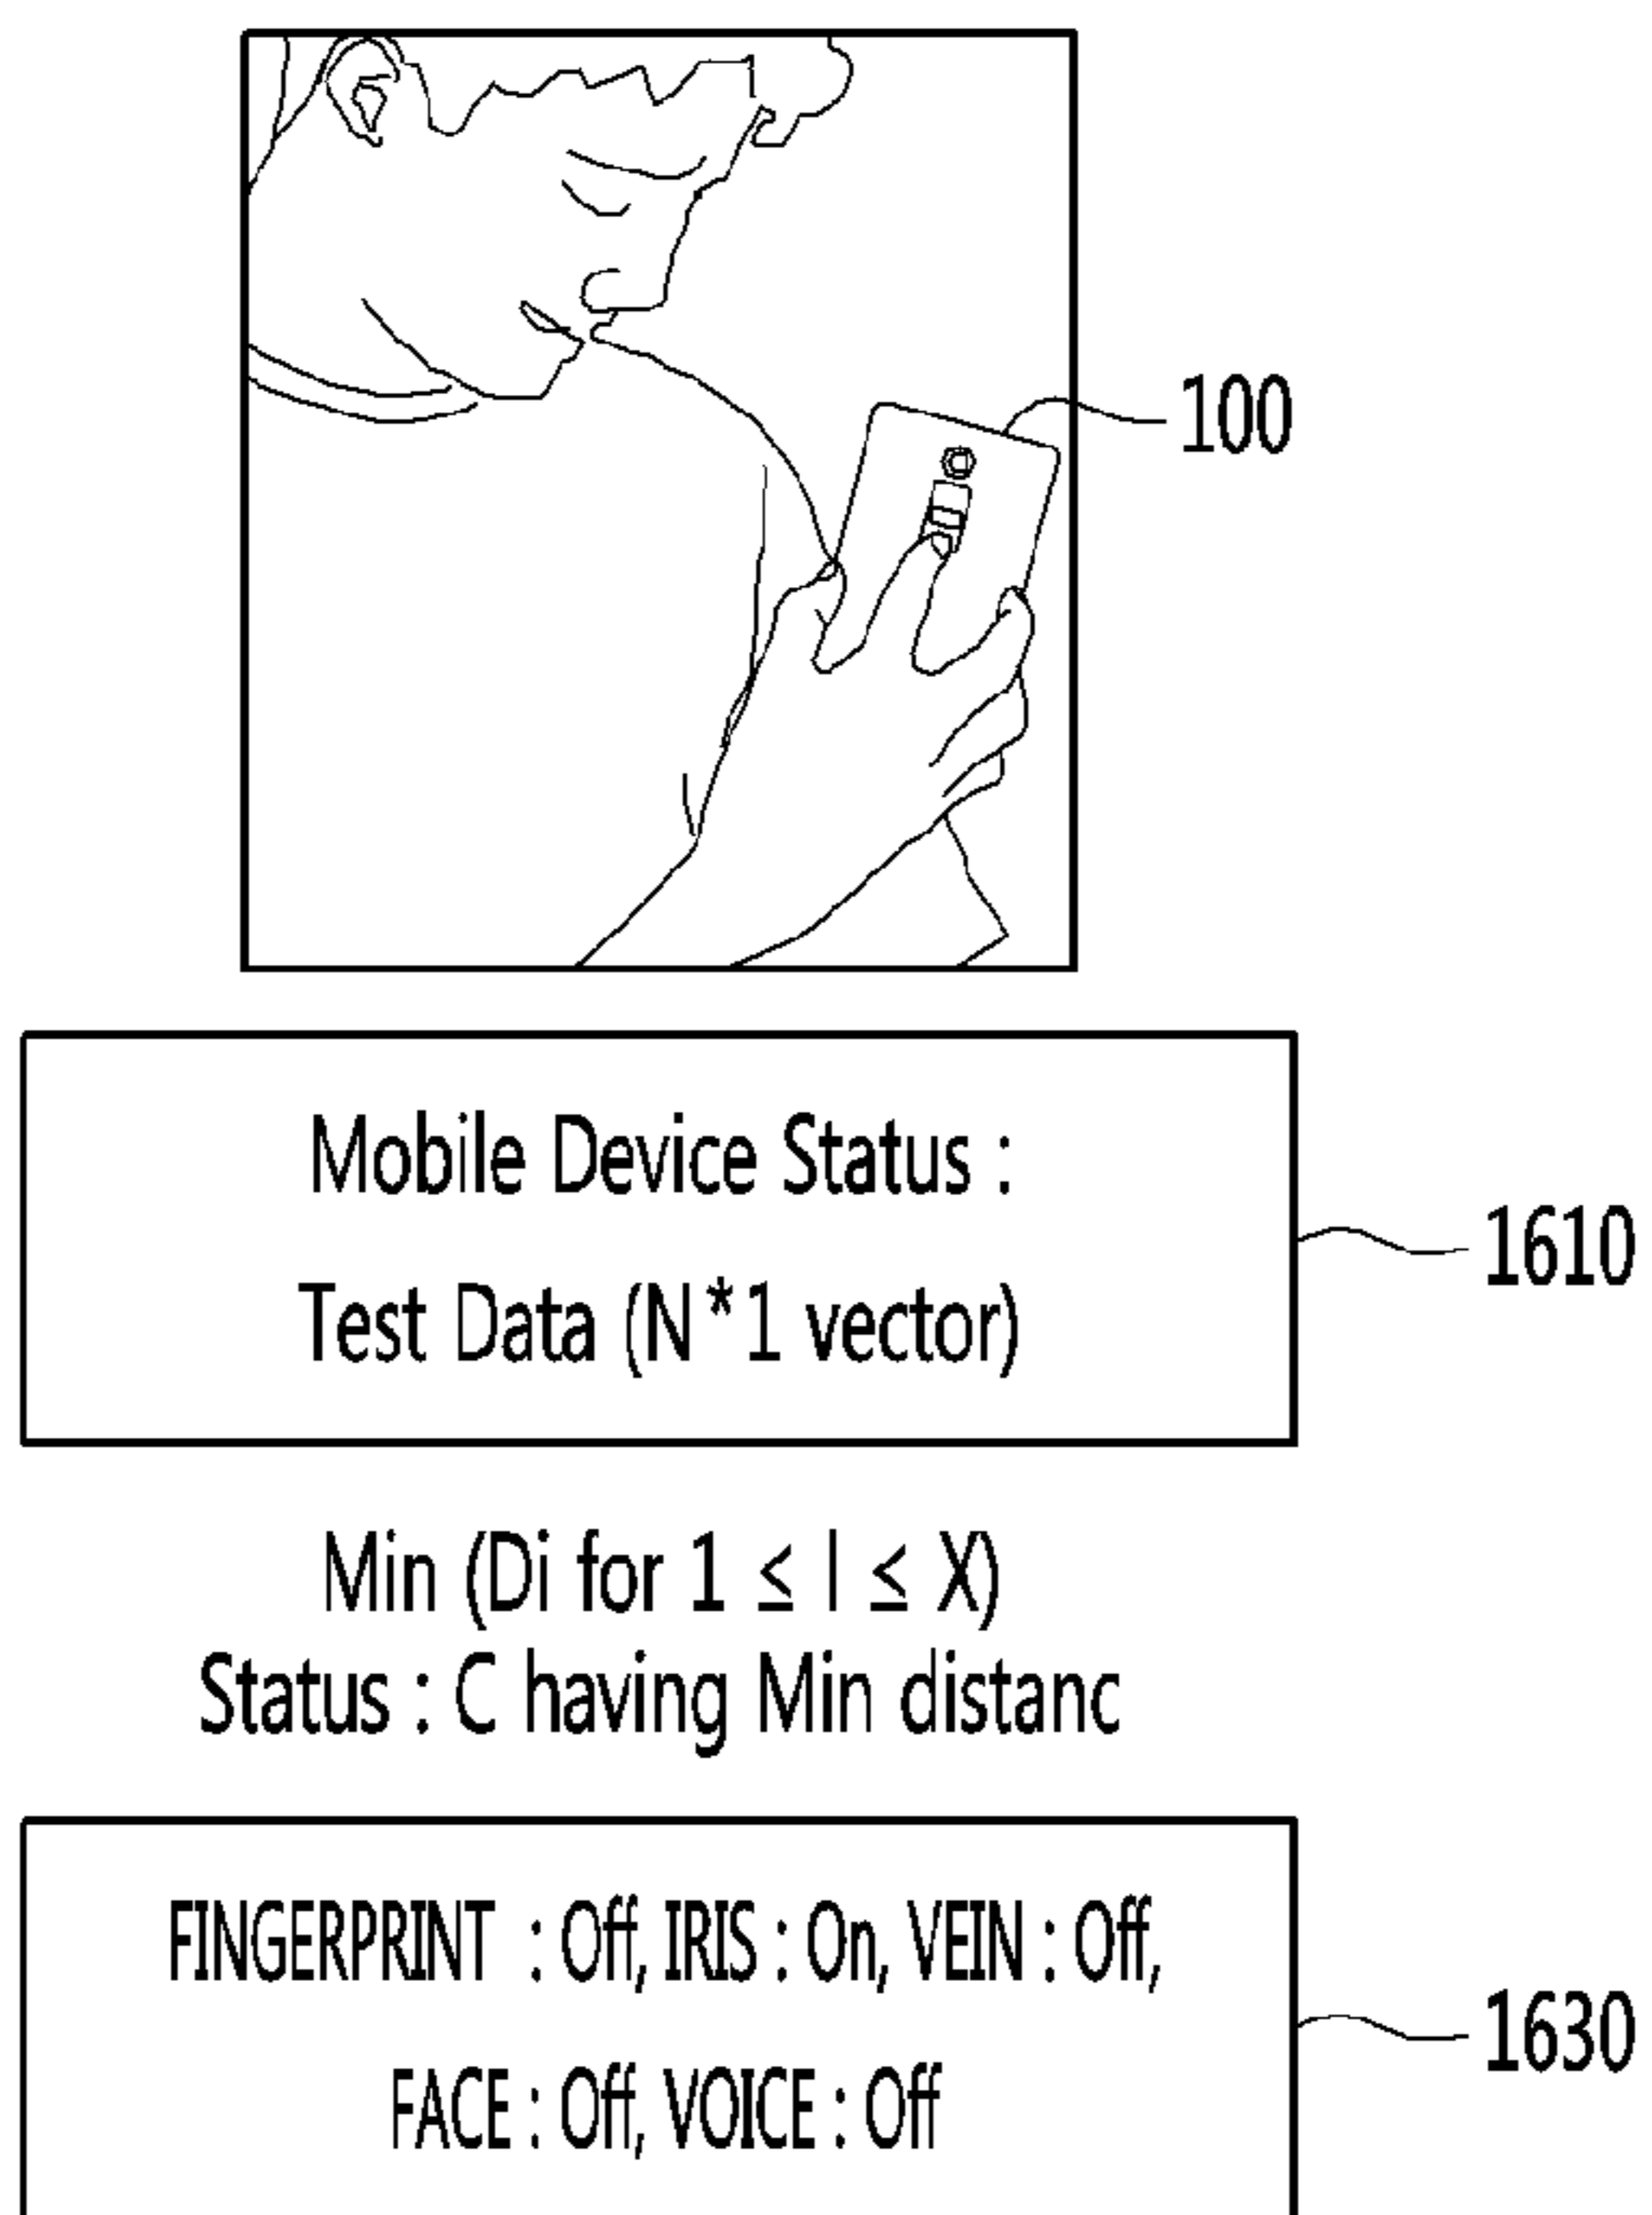 100
Mobile Device Status :
Test Data (N*1 vector)
1610
Min (Di for 1 ≤ I ≤ X)
Status : C having Min distanc
FINGERPRINT : Off, IRIS : On, VEIN : Off,
FACE : Off, VOICE : Off
1630